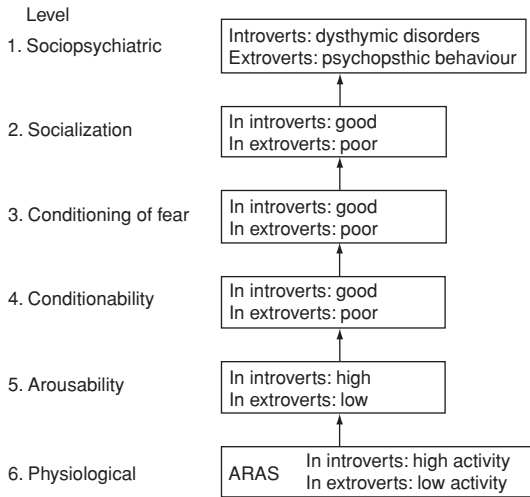 Level
1. Sociopsychiatric
Introverts: dysthymic disorders
Extroverts: psychopsthic behaviour
2. Socialization
In introverts: good
In extroverts: poor
3. Conditioning of fear
In introverts: good
In extroverts: poor
4. Conditionability
In introverts: good
In extroverts: poor
5. Arousability
In introverts: high
In extroverts: low
6. Physiological
ARAS
In introverts: high activity
In extroverts: low activity